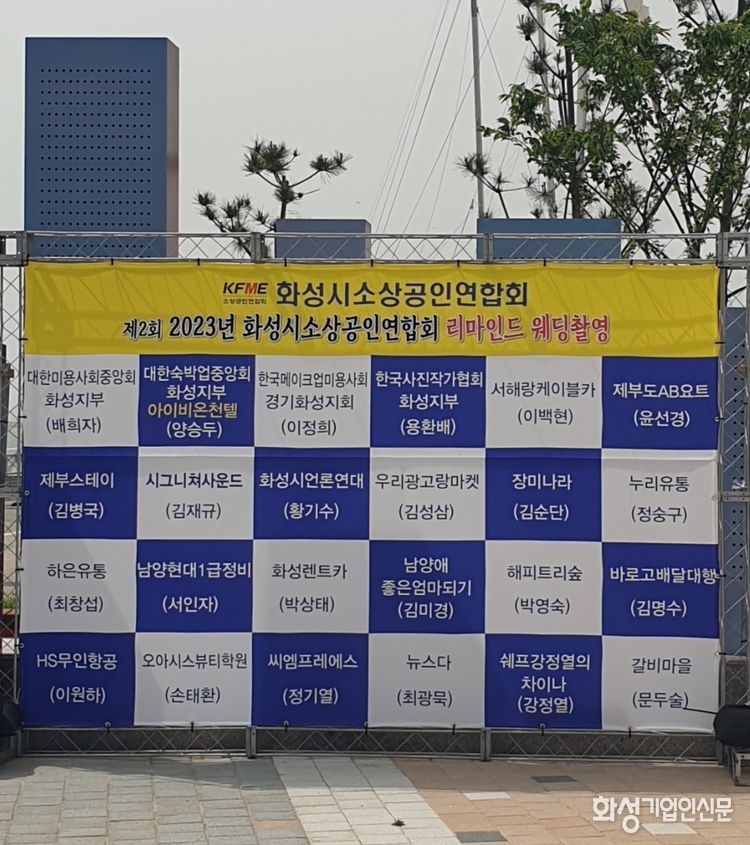 KFME
소상공인연합회
화성시소상공인연합회
제2회 2023년 화성시소상공인연합회 리마인드 웨딩촬영
대한미용사회중앙회
화성지부
(배희자)
대한숙박업중앙회
화성지부
아이비온천텔
(양승두)
한국메이크업미용사회
경기화성지회
(이정희)
한국사진작가협회
화성지부
(용환배)
서해랑케이블카
(이백현)
제부도AB요트
(윤선경)
제부스테이
(김병국)
시그니쳐사운드
(김재규)
화성시언론연대
(황기수)
우리광고랑마켓
(김성삼)
장미나라
(김순단)
누리유통
(정숭구)
하은유통
(최창섭)
남양현대1급정비
(서인자)
화성렌트카
(박상태)
남양애
좋은엄마되기
(김미경)
해피트리숲
(박영숙)
바로고배달대행
(김명수)
HS무인항공
(이원하)
오아시스뷰티학원
(손태환)
씨엠프레에스
(정기열)
뉴스다
(최광묵)
쉐프강정열의
차이나
(강정열)
갈비마을
(문두술)
화성기업인신문